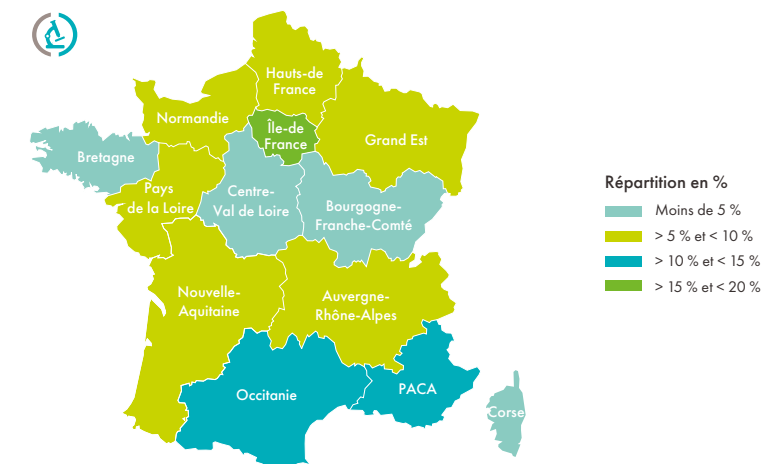 Hauts-de
France
Normandie
Île-de
France
Grand Est
Bretagne
Pays
de la Loire
Centre-
Val de Loire
Bourgogne-
Franche-Comté
Nouvelle-
Aquitaine
Auvergne-
Rhône-Alpes
Occitanie
PACA
Corse
Répartition en %
Moins de 5 %
> 5 % et < 10 %
> 10 % et < 15 %
> 15 % et < 20 %